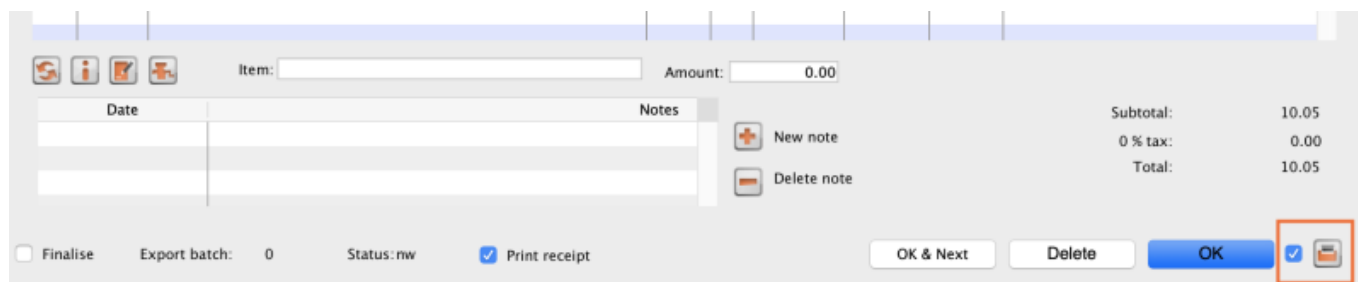 Item: Amount: 0.00
Date Notes
Subtotal: 10.05
New note
0 % tax: 0.00
Total: 10.05
Delete note
Finalise Export batch: 0 Status: nw Print receipt OK & Next Delete OK